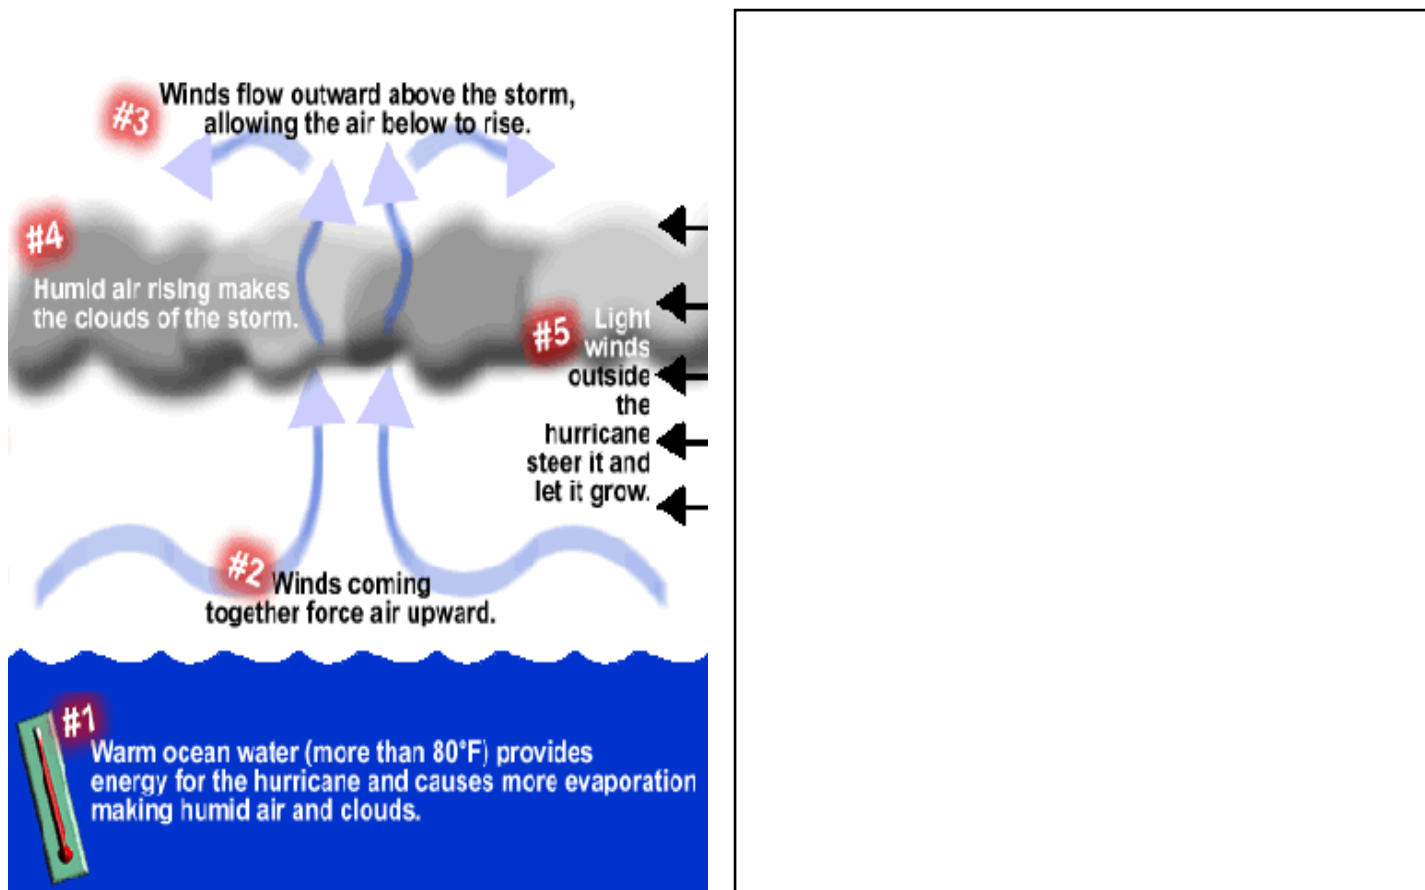 #3
Winds flow outward above the storm,
allowing the air below to rise.
#4
Humid air rising makes
the clouds of the storm.
#5
Light
winds
outside
the
hurricane
steer it and
let it grow.
#2
Winds coming
together force air upward.
#1
Warm ocean water (more than 80°F) provides
energy for the hurricane and causes more evaporation
making humid air and clouds.